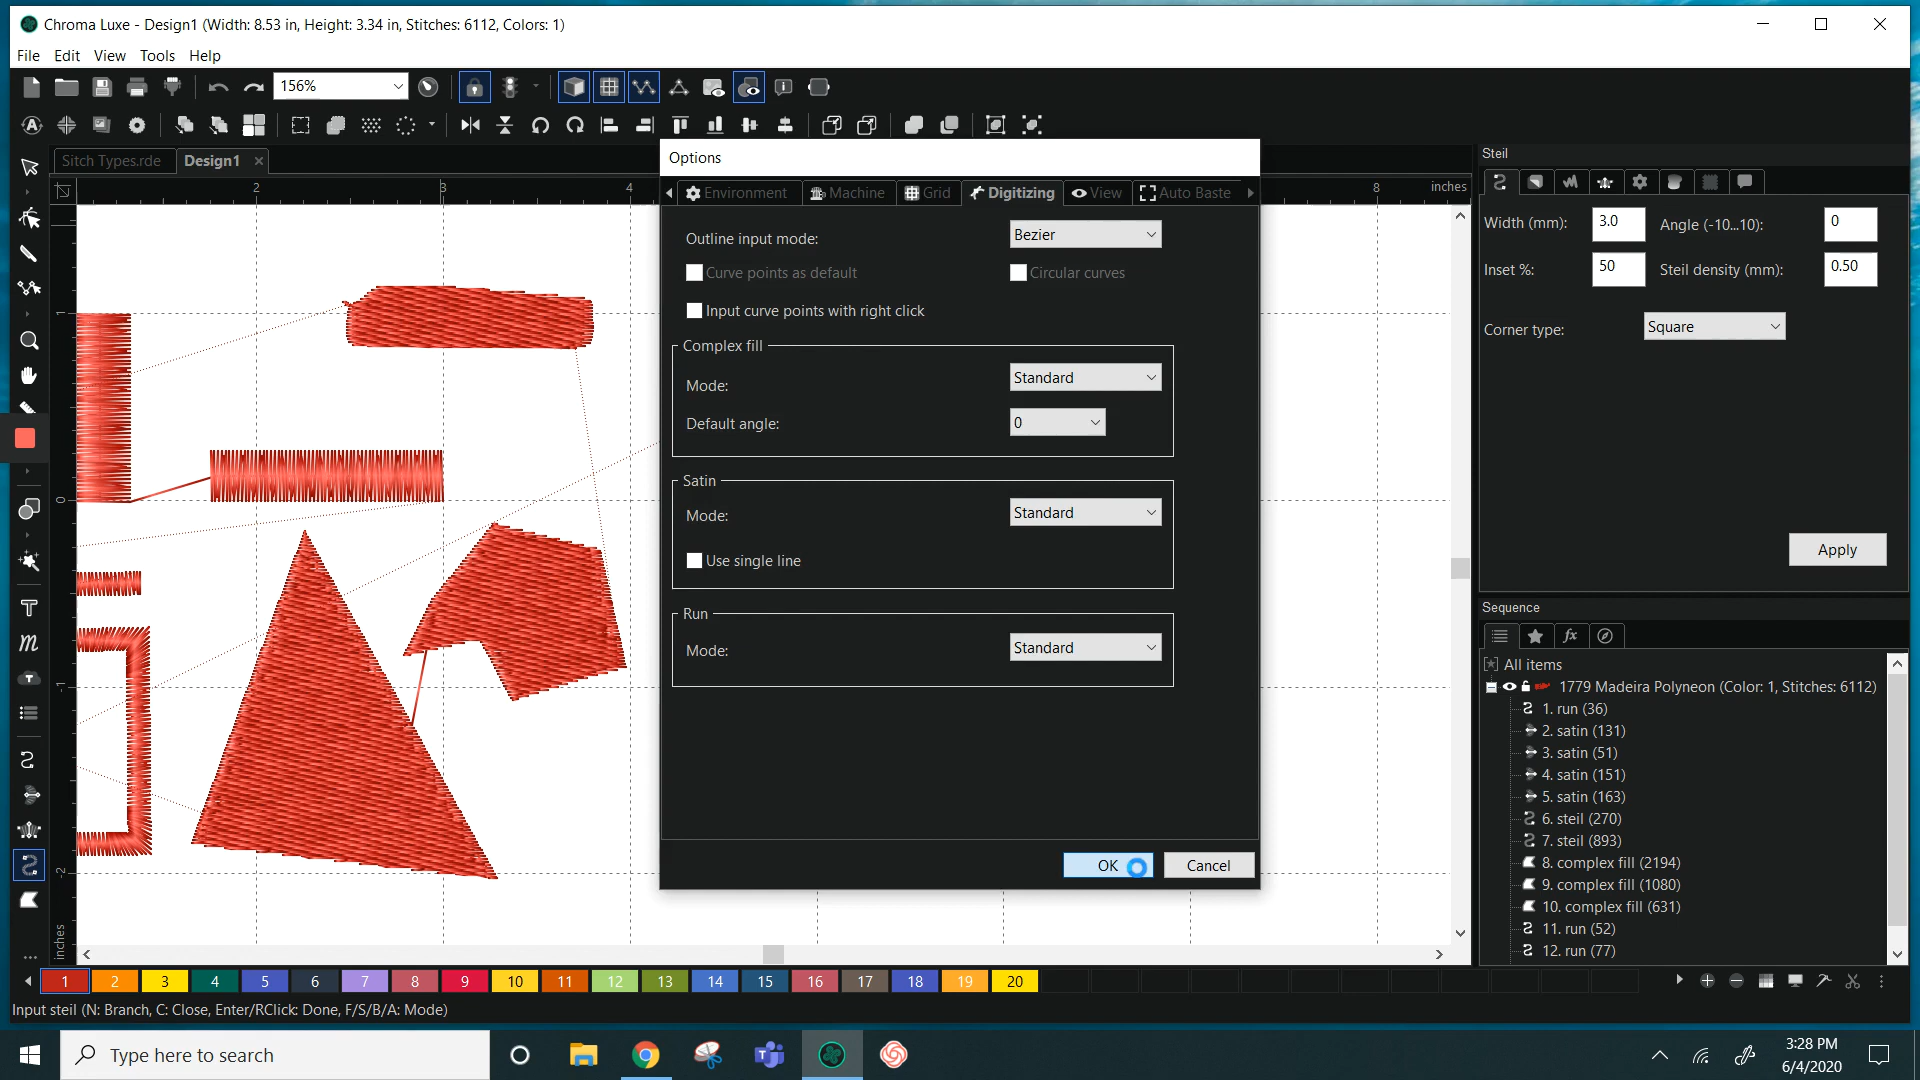 Chroma Luxe - Design1 (Width: 8.53 in, Height: 3.34 in, Stitches: 6112, Colors: 1)
File Edit View Tools Help
156%
Sitch Types.rde Design1
2 3 4 8 inches
1
0
-1
-2
inches
Options
Environment Machine Grid Digitizing View Auto Baste
Outline input mode: Bezier
Curve points as default Circular curves
Input curve points with right click
Complex fill
Mode: Standard
Default angle: 0
Satin
Mode: Standard
Use single line
Run
Mode: Standard
OK Cancel
Steil
Width (mm): 3.0 Angle (-10...10): 0
Inset %: 50 Steil density (mm): 0.50
Corner type: Square
Apply
Sequence
All items
1779 Madeira Polyneon (Color: 1, Stitches: 6112)
1. run (36)
2. satin (131)
3. satin (51)
4. satin (151)
5. satin (163)
6. steil (270)
7. steil (893)
8. complex fill (2194)
9. complex fill (1080)
10. complex fill (631)
11. run (52)
12. run (77)
1 2 3 4 5 6 7 8 9 10 11 12 13 14 15 16 17 18 19 20
Input steil (N: Branch, C: Close, Enter/RClick: Done, F/S/B/A: Mode)
Type here to search
3:28 PM
6/4/2020